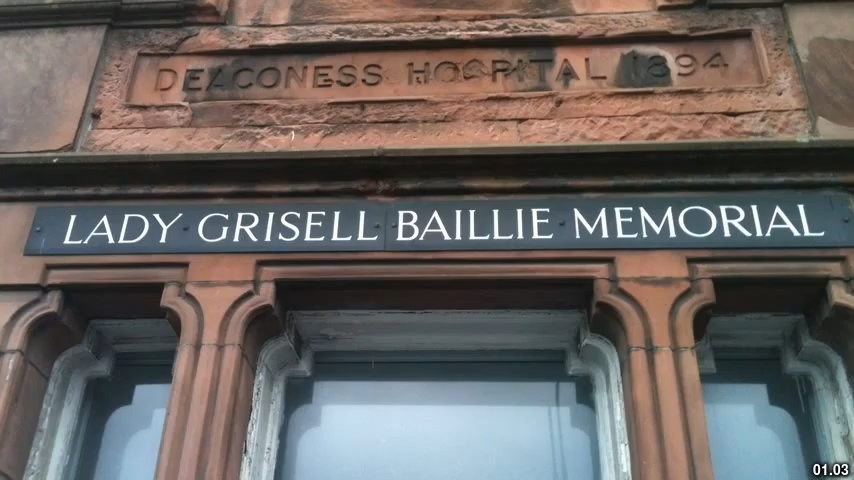 DEACONESS HOSPITAL 1894
LADY GRISELL BAILLIE MEMORIAL
01.03